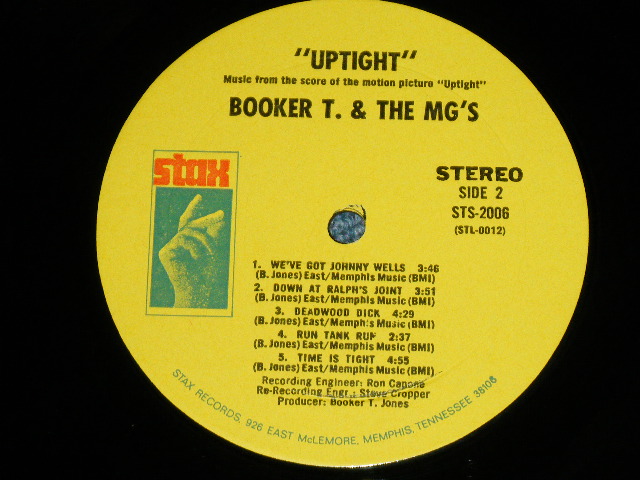 "UPTIGHT"
Music from the score of the motion picture "Uptight"
BOOKER T. & THE MG'S
stax
STEREO
SIDE 2
STS-2006
(STL-0012)
1. WE'VE GOT JOHNNY WELLS 3:46
(B. Jones) East/Memphis Music (BMI)
2. DOWN AT RALPH'S JOINT 3:51
(B. Jones) East/Memphis Music (BMI)
3. DEADWOOD DICK 4:29
(B. Jones) East/Memphis Music (BMI)
4. RUN TANK RUN 2:37
(B. Jones) East/Memphis Music (BMI)
5. TIME IS TIGHT 4:55
(B. Jones) East/Memphis Music (BMI)
Recording Engineer: Ron Capone
Re-Recording Engr.: Steve Cropper
Producer: Booker T. Jones
STAX RECORDS, 926 EAST McLEMORE, MEMPHIS, TENNESSEE 38106